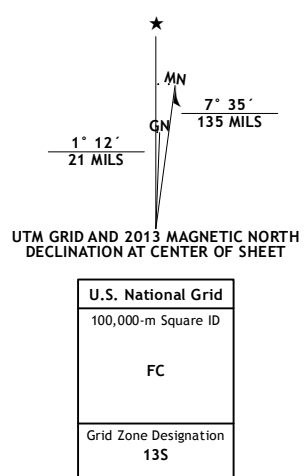 ★
MN
7° 35´
135 MILS
GN
1° 12´
21 MILS
UTM GRID AND 2013 MAGNETIC NORTH
DECLINATION AT CENTER OF SHEET
U.S. National Grid
100,000-m Square ID
FC
Grid Zone Designation
13S